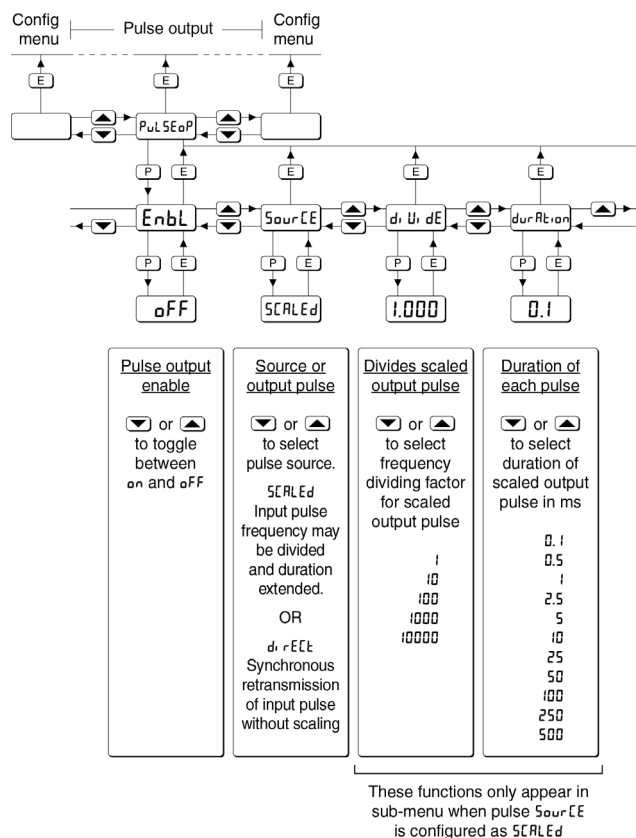 Config
menu
Pulse output
Config
menu
E
E
E
PuLSEoP
P
E
E
E
E
EnbL
SourCE
diVidE
durAtion
P
E
P
E
P
E
P
E
oFF
SCALEd
1.000
0.1
Pulse output
enable
or
to toggle
between
on and oFF
Source or
output pulse
or
to select
pulse source.
SCALEd
Input pulse
frequency may
be divided
and duration
extended.
OR
dirECt
Synchronous
retransmission
of input pulse
without scaling
Divides scaled
output pulse
or
to select
frequency
dividing factor
for scaled
output pulse
1
10
100
1000
10000
Duration of
each pulse
or
to select
duration of
scaled output
pulse in ms
0.1
0.5
1
2.5
5
10
25
50
100
250
500
These functions only appear in
sub-menu when pulse SourCE
is configured as SCALEd